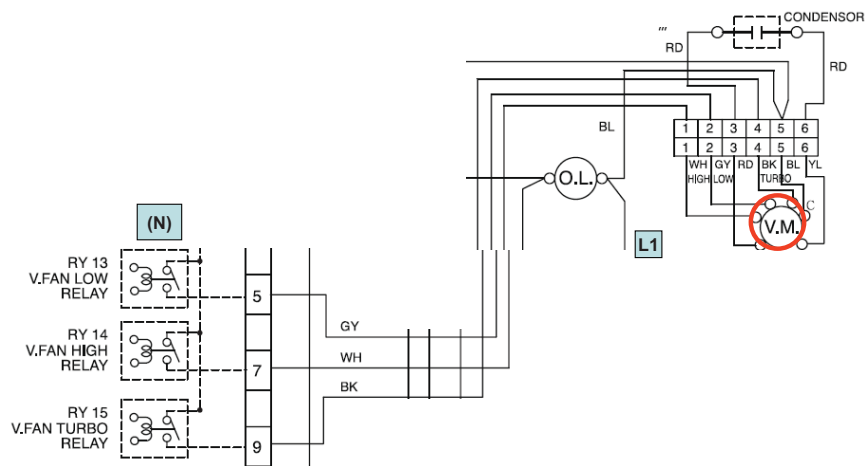 CONDENSOR
'''
RD
RD
BL
1 2 3 4 5 6
1 2 3 4 5 6
WH GY RD BK BL YL
HIGH LOW TURBO
O.L.
C
V.M.
(N)
L1
RY 13
V.FAN LOW
RELAY
5
GY
RY 14
V.FAN HIGH
RELAY
7
WH
BK
RY 15
V.FAN TURBO
RELAY
9